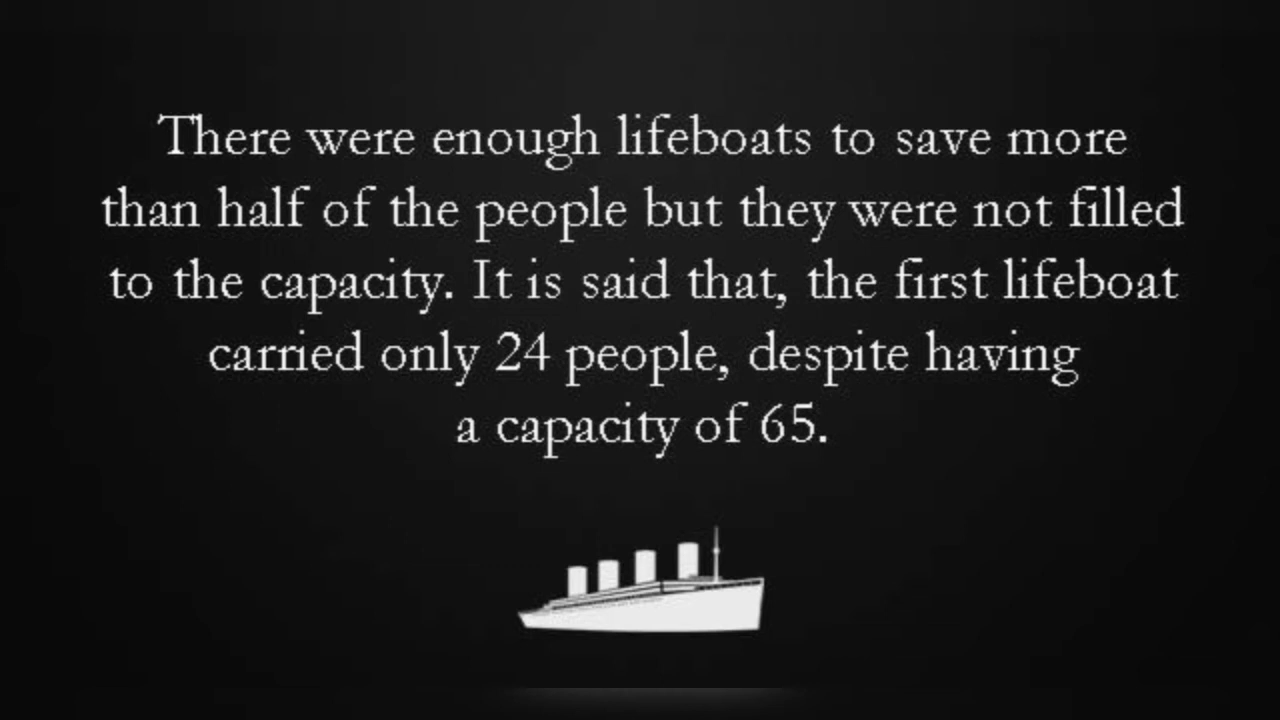 There were enough lifeboats to save more
than half of the people but they were not filled
to the capacity. It is said that, the first lifeboat
carried only 24 people, despite having
a capacity of 65.